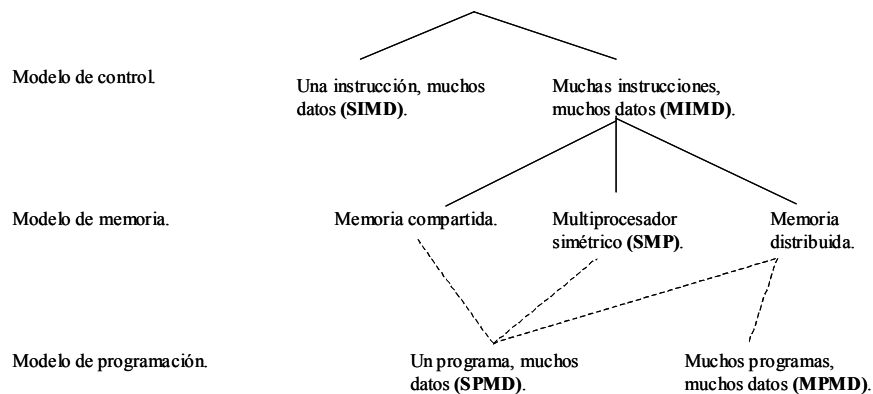 Modelo de control.
Una instrucción, muchos
datos (SIMD).
Muchas instrucciones,
muchos datos (MIMD).
Modelo de memoria.
Memoria compartida.
Multiprocesador
simétrico (SMP).
Memoria
distribuida.
Modelo de programación.
Un programa, muchos
datos (SPMD).
Muchos programas,
muchos datos (MPMD).